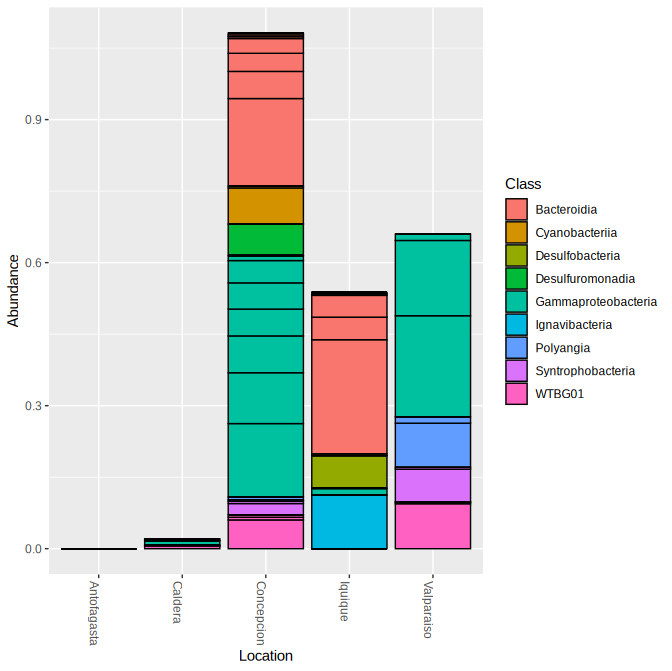 Abundance
0.9
0.6
0.3
0.0
Antofagasta
Caldera
Concepcion
Iquique
Valparaiso
Location
Class
Bacteroidia
Cyanobacteriia
Desulfobacteria
Desulfuromonadia
Gammaproteobacteria
Ignavibacteria
Polyangia
Syntrophobacteria
WTBG01